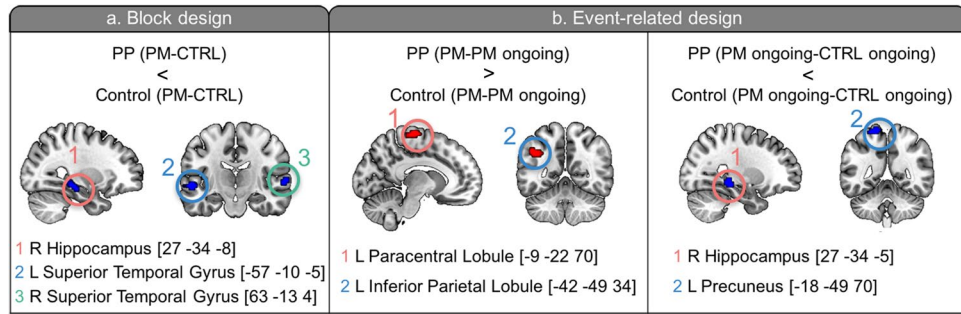 a. Block design
b. Event-related design
PP (PM-CTRL)
<
Control (PM-CTRL)
1
2
3
1 R Hippocampus [27 -34 -8]
2 L Superior Temporal Gyrus [-57 -10 -5]
3 R Superior Temporal Gyrus [63 -13 4]
PP (PM-PM ongoing)
>
Control (PM-PM ongoing)
1
2
1 L Paracentral Lobule [-9 -22 70]
2 L Inferior Parietal Lobule [-42 -49 34]
PP (PM ongoing-CTRL ongoing)
<
Control (PM ongoing-CTRL ongoing)
1
2
1 R Hippocampus [27 -34 -5]
2 L Precuneus [-18 -49 70]